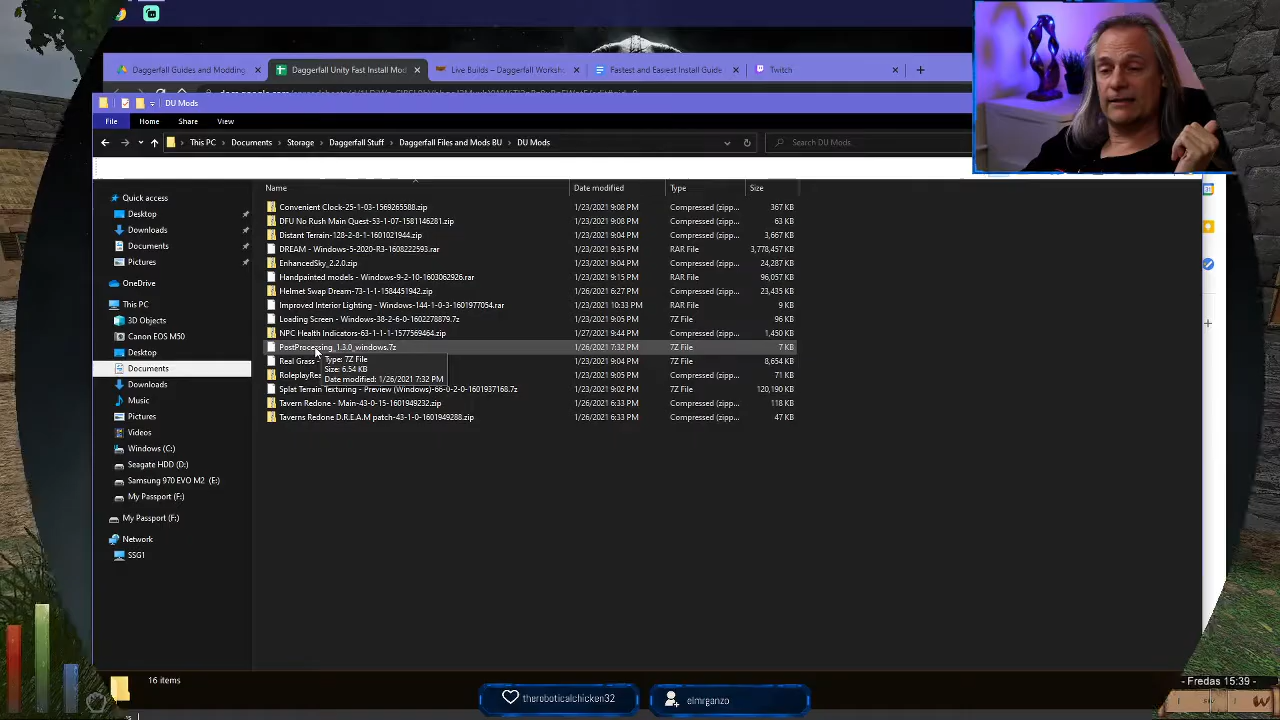 Daggerfall Guides and Modding
Daggerfall Unity Fast Install Mod
Live Builds – Daggerfall Worksh
Fastest and Easiest Install Guide
Twitch
DU Mods
File Home Share View
This PC > Documents > Storage > Daggerfall Stuff > Daggerfall Files and Mods BU > DU Mods
Search DU Mods
Name Date modified Type Size
Quick access
Desktop
Downloads
Documents
Pictures
OneDrive
This PC
3D Objects
Canon EOS M50
Desktop
Documents
Downloads
Music
Pictures
Videos
Windows (C:)
Seagate HD (D:)
Samsung 970 EVO M2 (E:)
My Passport (F:)
My Passport (F:)
Network
SSG1
Convenient Clock-25-1-03-1569265588.zip 1/23/2021 9:08 PM Compressed (zipp... 367 KB
DFU No Rush Main Quest-53-1-07-1581146281.zip 1/23/2021 9:08 PM Compressed (zipp... 63 KB
Distant Terrain-128-2-8-1-1601021944.zip 1/23/2021 9:04 PM Compressed (zipp... 3,667 KB
DREAM - Windows-5-2020-R3-1608222593.rar 1/23/2021 9:35 PM RAR File 3,778,457 KB
EnhancedSky_2.2.0.zip 1/23/2021 9:04 PM Compressed (zipp... 24,287 KB
Handpainted models - Windows-9-2-10-1603062926.rar 1/23/2021 9:15 PM RAR File 96,057 KB
Helmet Swap Dream-73-1-1-1584451942.zip 1/26/2021 6:27 PM Compressed (zipp... 23,435 KB
Improved Interior Lighting - Windows-144-1-0-3-1601977054.rar 1/23/2021 10:33 PM RAR File 9 KB
Loading Screen - Windows-38-2-6-0-1602278879.7z 1/23/2021 9:05 PM 7Z File 96 KB
NPC Health Indicators-63-1-1-1-1577569464.zip 1/27/2021 9:44 PM Compressed (zipp... 1,450 KB
PostProcessing_1.3.0_windows.7z 1/26/2021 7:32 PM 7Z File 7 KB
Real Grass - 1/23/2021 9:04 PM 7Z File 8,654 KB
RoleplayRea 1/23/2021 9:06 PM Compressed (zipp... 71 KB
Splat Terrain Texturing - Preview (Windows)-66-0-2-0-1601937168.7z 1/23/2021 9:02 PM 7Z File 120,190 KB
Tavern Redone - Main-43-0-15-1601949232.zip 1/26/2021 6:33 PM Compressed (zipp... 118 KB
Taverns Redone D.R.E.A.M patch-43-1-0-1601949288.zip 1/26/2021 6:33 PM Compressed (zipp... 47 KB
Type: 7Z File
Size: 6.54 KB
Date modified: 1/26/2021 7:32 PM
16 items
theroboticalchicken32
elmrganzo
- Fredas 15:39 -